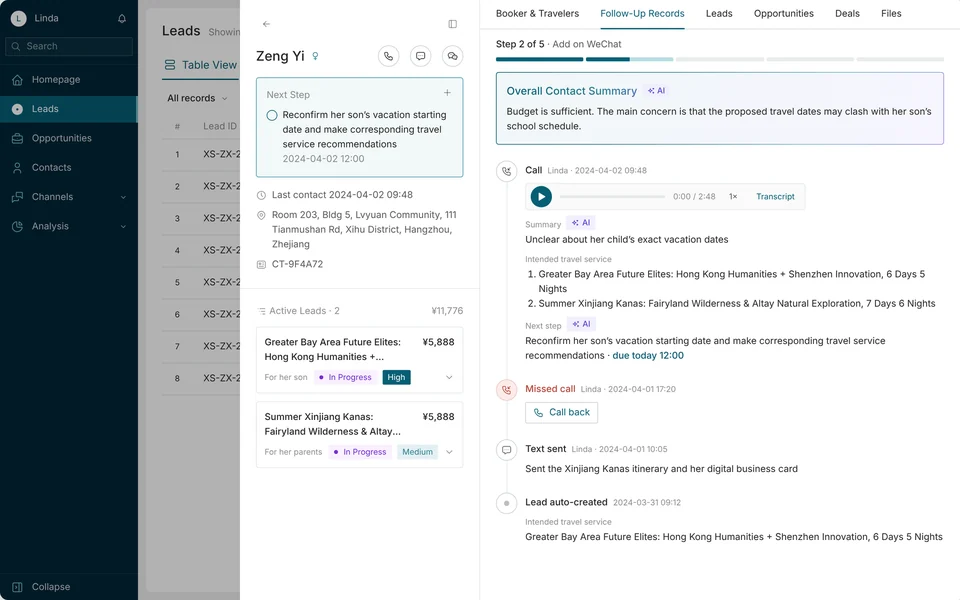 L
Linda
Search
Homepage
Leads
Opportunities
Contacts
Channels
Analysis
Collapse
Leads
Table View
All records
# Lead ID
1 XS-ZX-2
2 XS-ZX-2
3 XS-ZX-2
4 XS-ZX-2
5 XS-ZX-2
6 XS-ZX-2
7 XS-ZX-2
8 XS-ZX-2
Zeng Yi
Next Step
Reconfirm her son's vacation starting
date and make corresponding travel
service recommendations
2024-04-02 12:00
Last contact 2024-04-02 09:48
Room 203, Bldg 5, Lvyuan Community, 111
Tianmushan Rd, Xihu District, Hangzhou,
Zhejiang
CT-9F4A72
Active Leads · 2 ¥11,776
Greater Bay Area Future Elites: ¥5,888
Hong Kong Humanities +...
For her son In Progress High
Summer Xinjiang Kanas: ¥5,888
Fairyland Wilderness & Altay...
For her parents In Progress Medium
Booker & Travelers Follow-Up Records Leads Opportunities Deals Files
Step 2 of 5 · Add on WeChat
Overall Contact Summary AI
Budget is sufficient. The main concern is that the proposed travel dates may clash with her son's
school schedule.
Call Linda · 2024-04-02 09:48
0:00 / 2:48 1× Transcript
Summary AI
Unclear about her child's exact vacation dates
Intended travel service
1. Greater Bay Area Future Elites: Hong Kong Humanities + Shenzhen Innovation, 6 Days 5
Nights
2. Summer Xinjiang Kanas: Fairyland Wilderness & Altay Natural Exploration, 7 Days 6 Nights
Next step AI
Reconfirm her son's vacation starting date and make corresponding travel service
recommendations · due today 12:00
Missed call Linda · 2024-04-01 17:20
Call back
Text sent Linda · 2024-04-01 10:05
Sent the Xinjiang Kanas itinerary and her digital business card
Lead auto-created 2024-03-31 09:12
Intended travel service
Greater Bay Area Future Elites: Hong Kong Humanities + Shenzhen Innovation, 6 Days 5 Nights